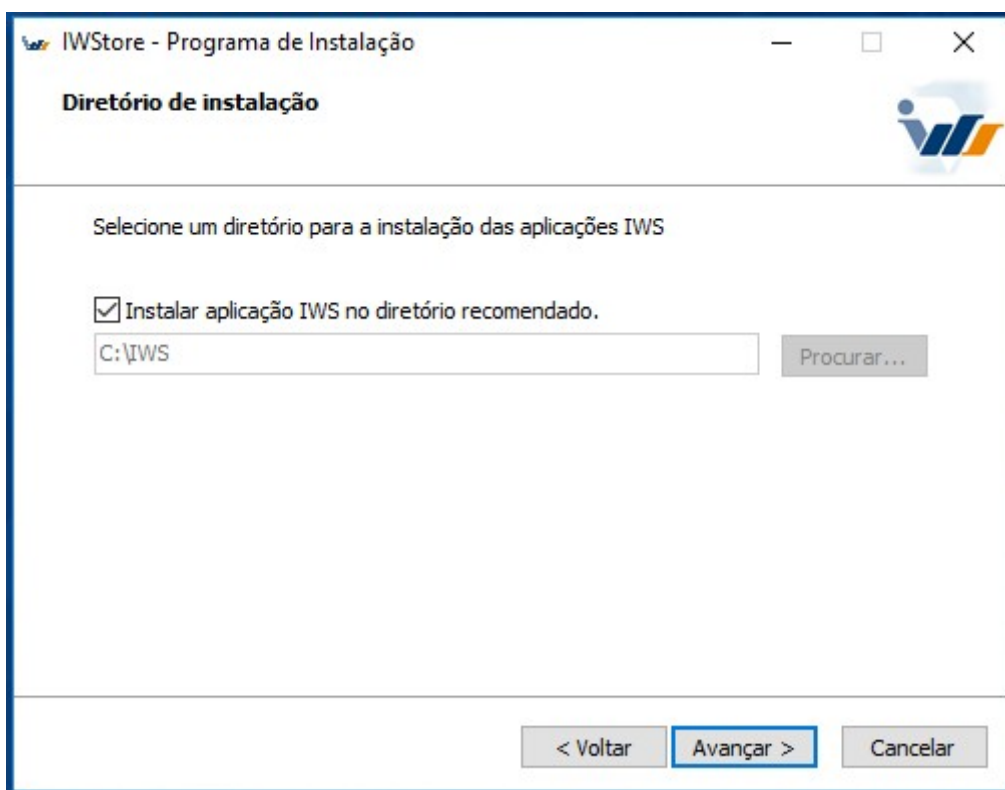 IWStore - Programa de Instalação
Diretório de instalação
iws
Selecione um diretório para a instalação das aplicações IWS
Instalar aplicação IWS no diretório recomendado.
C:\IWS
Procurar...
< Voltar
Avançar >
Cancelar